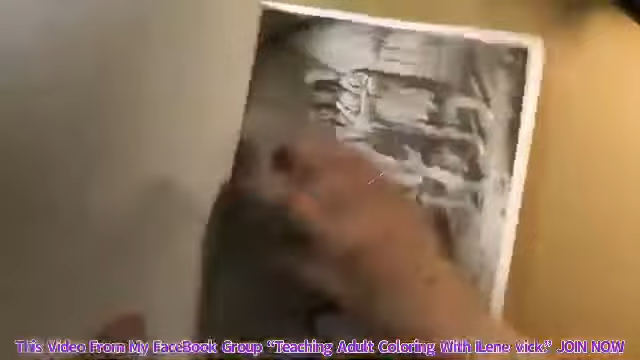 This Video From My FaceBook Group "Teaching Adult Coloring With ILene vick" JOIN NOW